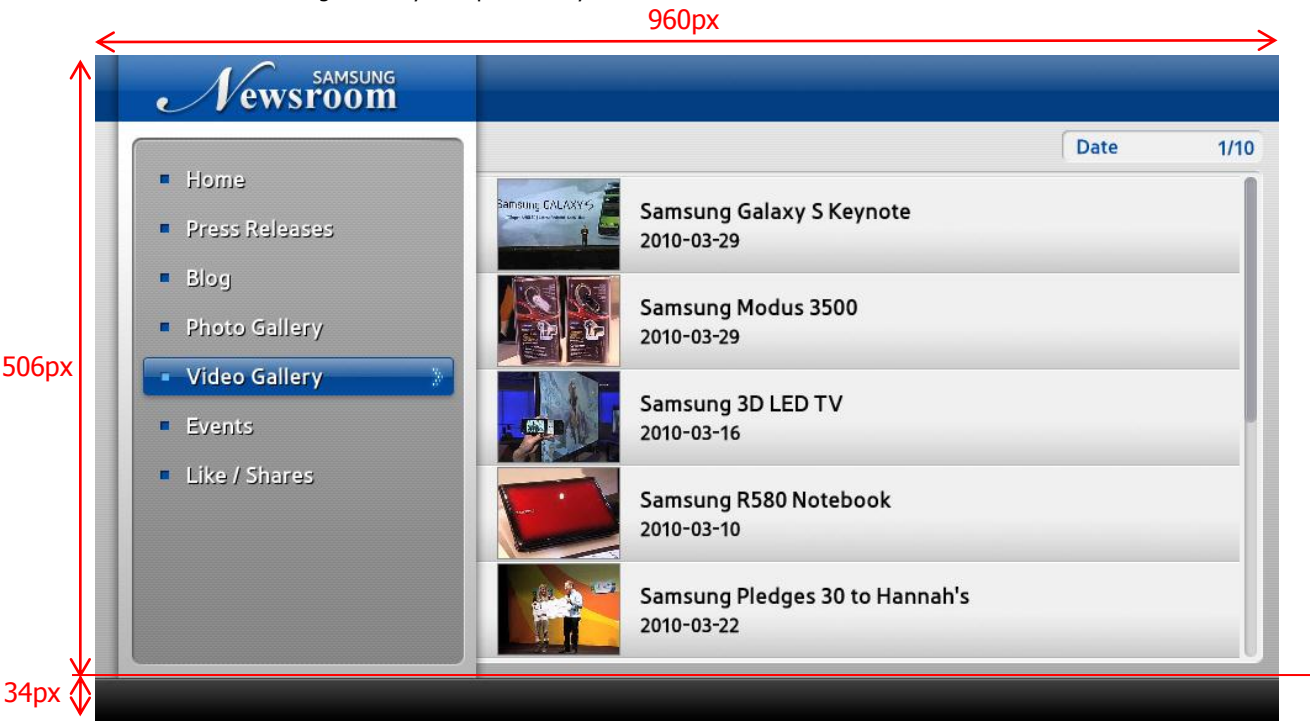 960px
SAMSUNG
Newsroom
Date 1/10
Home
Press Releases
Blog
Photo Gallery
Video Gallery
Events
Like / Shares
Samsung GALAXY S
Samsung Galaxy S Keynote
2010-03-29
Samsung Modus 3500
2010-03-29
Samsung 3D LED TV
2010-03-16
Samsung R580 Notebook
2010-03-10
Samsung Pledges 30 to Hannah's
2010-03-22
506px
34px